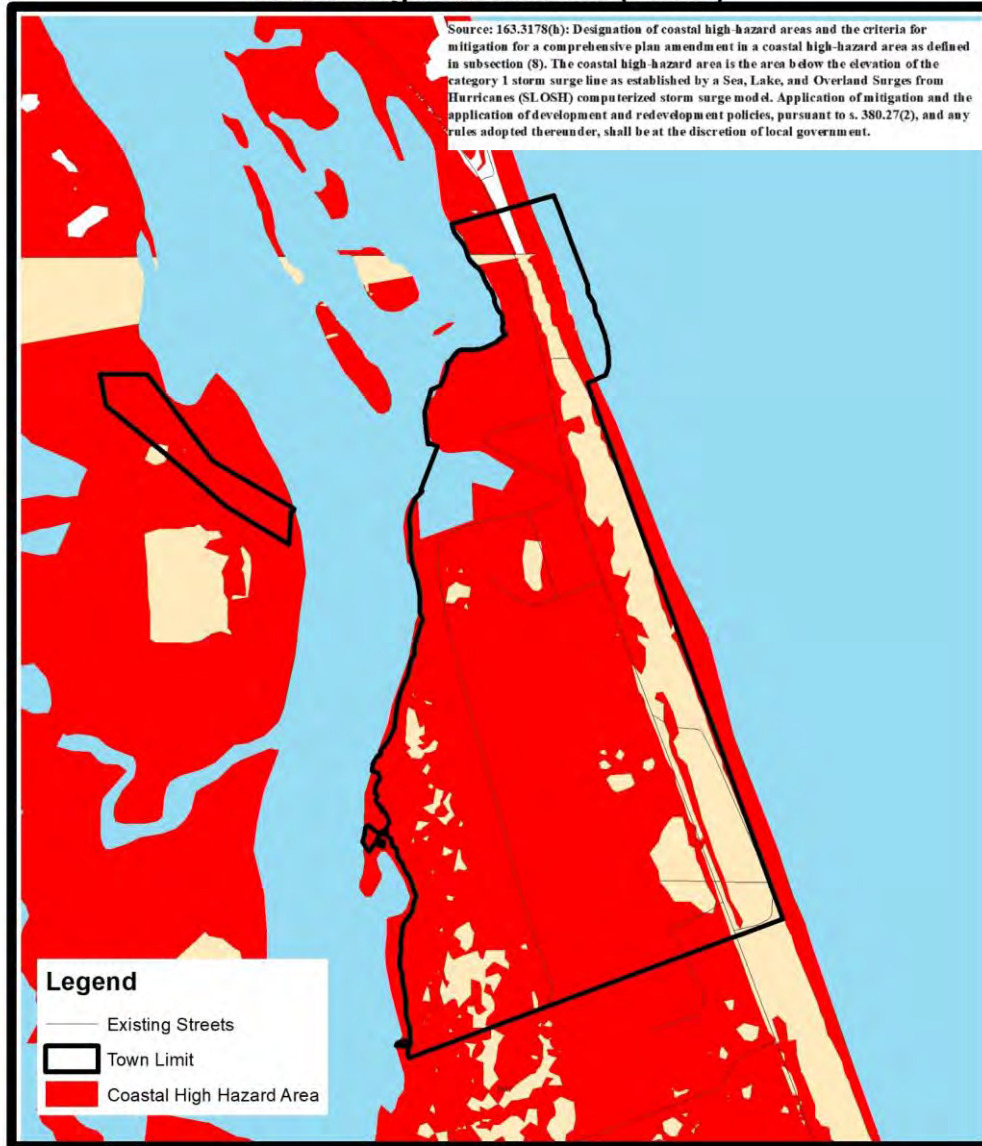 Source: 163.3178(h): Designation of coastal high-hazard areas and the criteria for
mitigation for a comprehensive plan amendment in a coastal high-hazard area as defined
in subsection (8). The coastal high-hazard area is the area below the elevation of the
category 1 storm surge line as established by a Sea, Lake, and Overland Surges from
Hurricanes (SLOSH) computerized storm surge model. Application of mitigation and the
application of development and redevelopment policies, pursuant to s. 380.27(2), and any
rules adopted thereunder, shall be at the discretion of local government.
Legend
Existing Streets
Town Limit
Coastal High Hazard Area